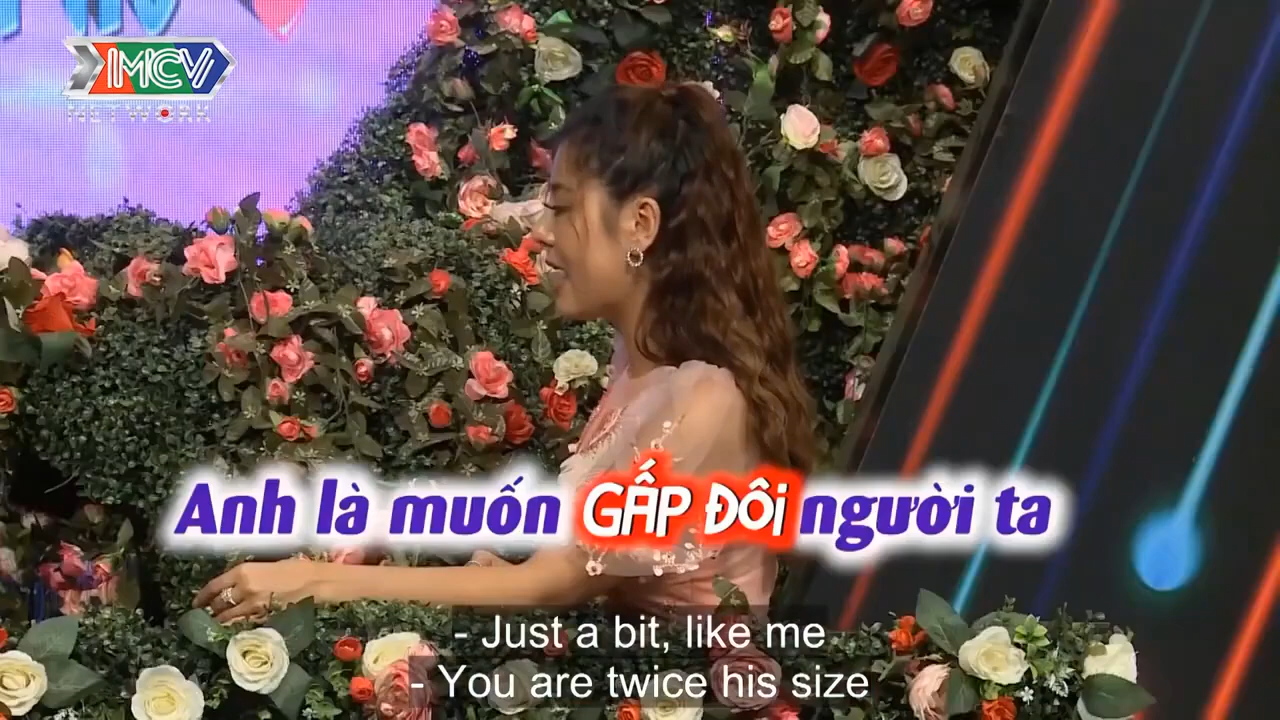 MCV
NETWORK
Anh là muốn GẤP ĐÔi người ta
- Just a bit, like me
- You are twice his size